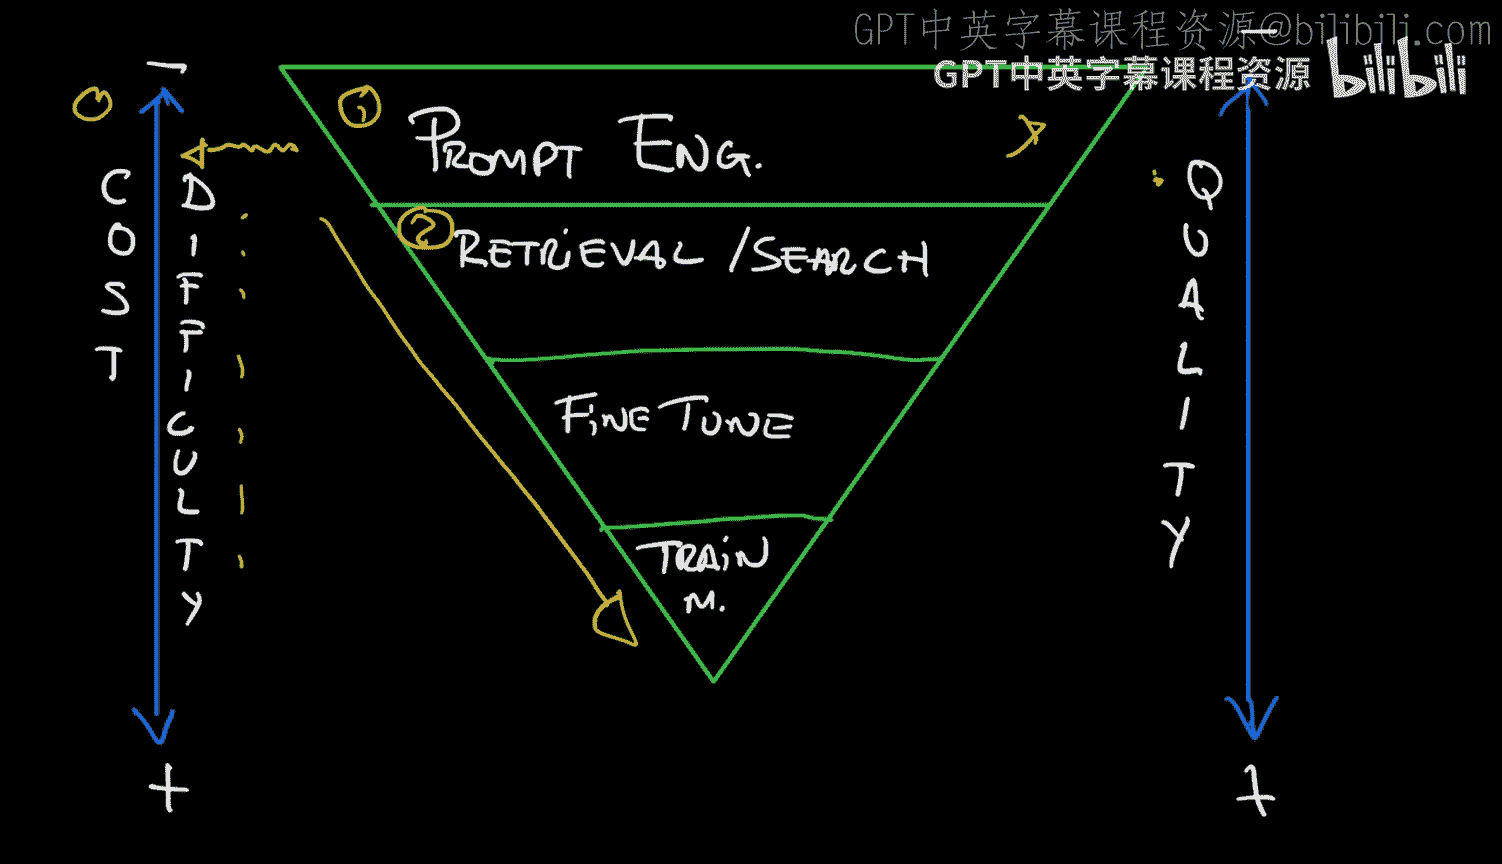 GPT中英字幕课程资源@bilibili.com
GPT中英字幕课程资源 bilibili
−
−
1
PROMPT ENG.
2
RETRIEVAL / SEARCH
FINE TUNE
TRAIN
M.
COST
DIFFICULTY
QUALITY
+
+